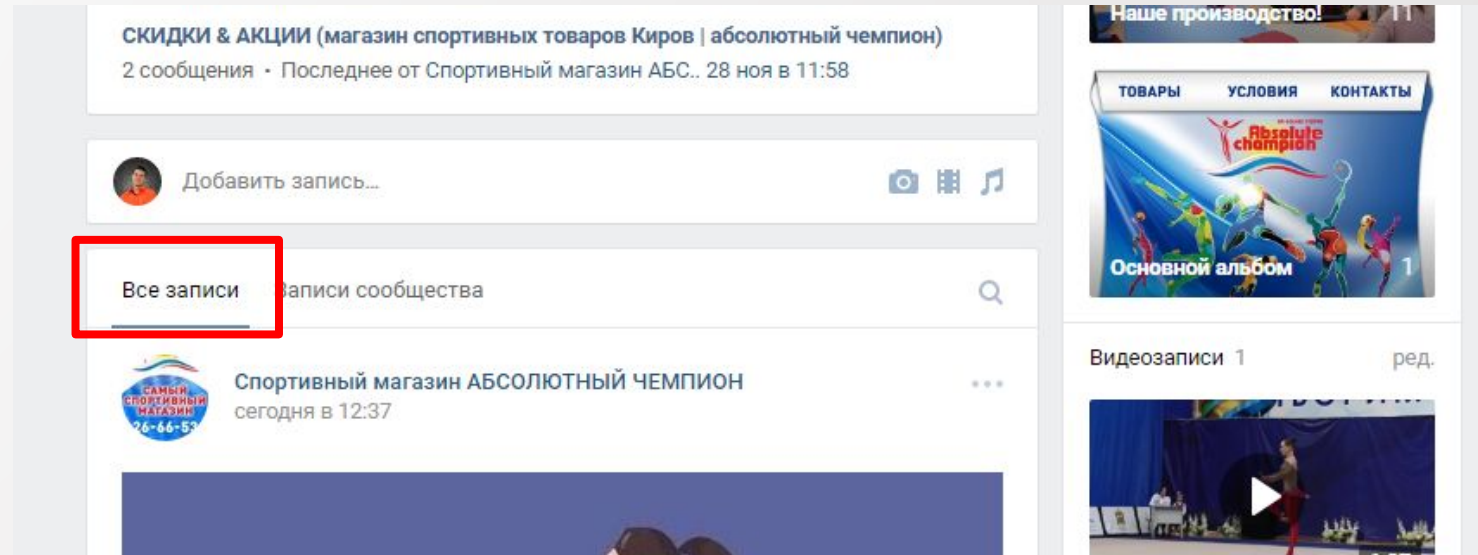 СКИДКИ & АКЦИИ (магазин спортивных товаров Киров | абсолютный чемпион)
2 сообщения • Последнее от Спортивный магазин АБС.. 28 ноя в 11:58
Добавить запись...
Все записи
Записи сообщества
Спортивный магазин АБСОЛЮТНЫЙ ЧЕМПИОН
сегодня в 12:37
САМЫЙ
СПОРТИВНЫЙ
МАГАЗИН
26-66-53
Наше производство! 11
ТОВАРЫ УСЛОВИЯ КОНТАКТЫ
Absolute
champion
Основной альбом 1
Видеозаписи 1 ред.